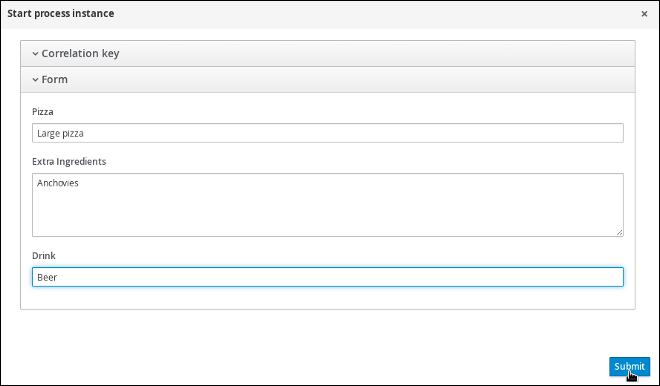 Start process instance
×
Correlation key
Form
Pizza
Large pizza
Extra Ingredients
Anchovies
Drink
Beer
Submit